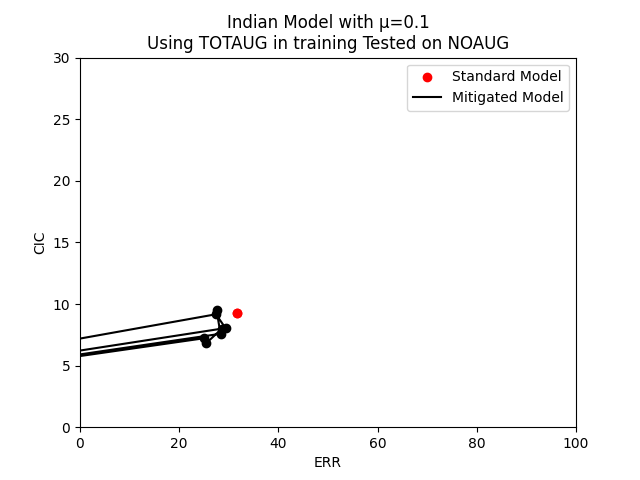 Indian Model with μ=0.1
Using TOTAUG in training Tested on NOAUG
Standard Model
Mitigated Model
CIC
30
25
20
15
10
5
0
0 20 40 60 80 100
ERR